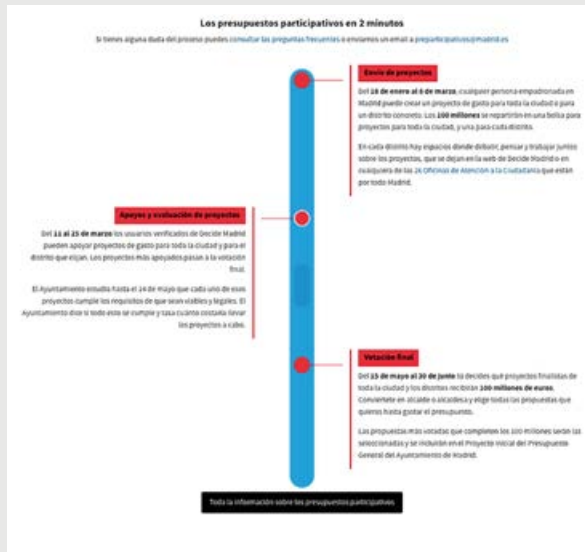 Los presupuestos participativos en 2 minutos
Si tienes alguna duda del proceso puedes consultar las preguntas frecuentes o enviarnos un email a preparticipativos@madrid.es
Envío de proyectos
Del 18 de enero al 6 de marzo, cualquier persona empadronada en
Madrid puede crear un proyecto de gasto para toda la ciudad o para
un distrito concreto. Los 100 millones se repartirán en una bolsa para
proyectos para toda la ciudad, y una para cada distrito.
En cada distrito hay espacios donde debatir, pensar y trabajar juntos
sobre los proyectos, que se dejan en la web de Decide Madrid o en
cualquiera de las 26 Oficinas de Atención a la Ciudadanía que están
por todo Madrid.
Apoyos y evaluación de proyectos
Del 11 al 25 de marzo los usuarios verificados de Decide Madrid
pueden apoyar proyectos de gasto para toda la ciudad y para el
distrito que elijan. Los proyectos más apoyados pasan a la votación
final.
El Ayuntamiento estudia hasta el 24 de mayo que cada uno de esos
proyectos cumple los requisitos de que sean viables y legales. El
Ayuntamiento dice si todo esto se cumple y tasa cuánto costaría llevar
los proyectos a cabo.
Votación final
Del 15 de mayo al 30 de junio tú decides qué proyectos finalistas de
toda la ciudad y los distritos recibirán 100 millones de euros.
Conviértete en alcalde o alcaldesa y elige todas las propuestas que
quieras hasta gastar el presupuesto.
Las propuestas más votadas que completen los 100 millones serán las
seleccionadas y se incluirán en el Proyecto Inicial del Presupuesto
General del Ayuntamiento de Madrid.
Toda la información sobre los presupuestos participativos